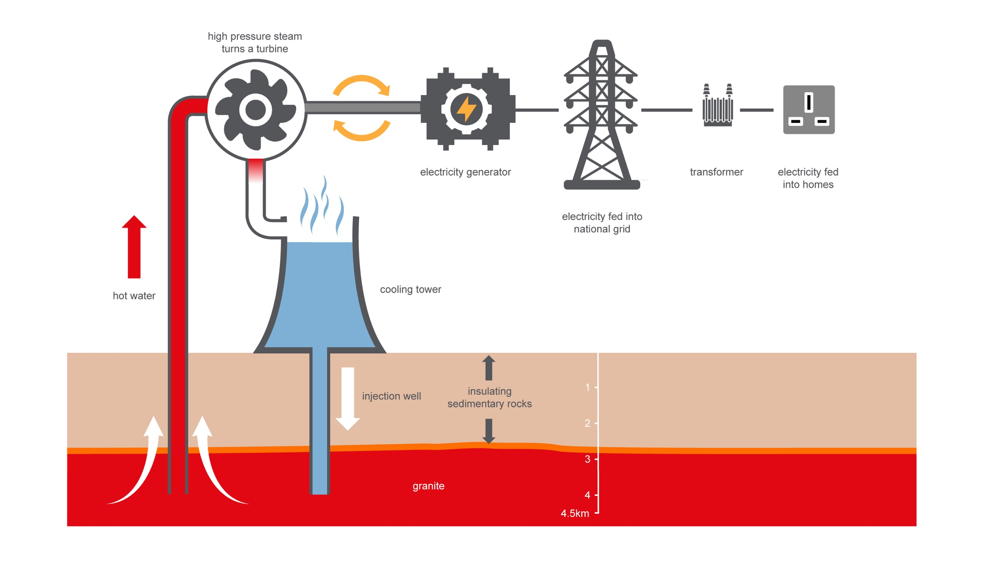 high pressure steam
turns a turbine
electricity generator
electricity fed into
national grid
transformer
electricity fed
into homes
hot water
cooling tower
injection well
insulating
sedimentary rocks
granite
1
2
3
4
4.5km